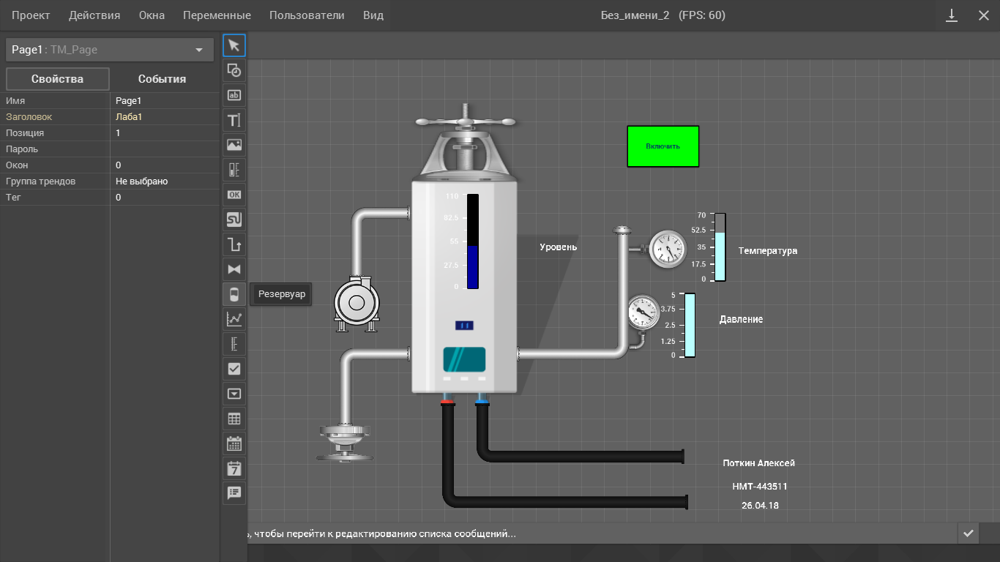 Проект Действия Окна Переменные Пользователи Вид Без_имени_2 (FPS: 60)
Page1 : TM_Page
Свойства События
Имя Page1
Заголовок Лаба1
Позиция 1
Пароль
Окон 0
Группа трендов Не выбрано
Тег 0
Резервуар
Включить
110
82.5
55
27.5
0
Уровень
70
52.5
35
17.5
0
Температура
5
3.75
2.5
1.25
0
Давление
Поткин Алексей
НМТ-443511
26.04.18
, чтобы перейти к редактированию списка сообщений...